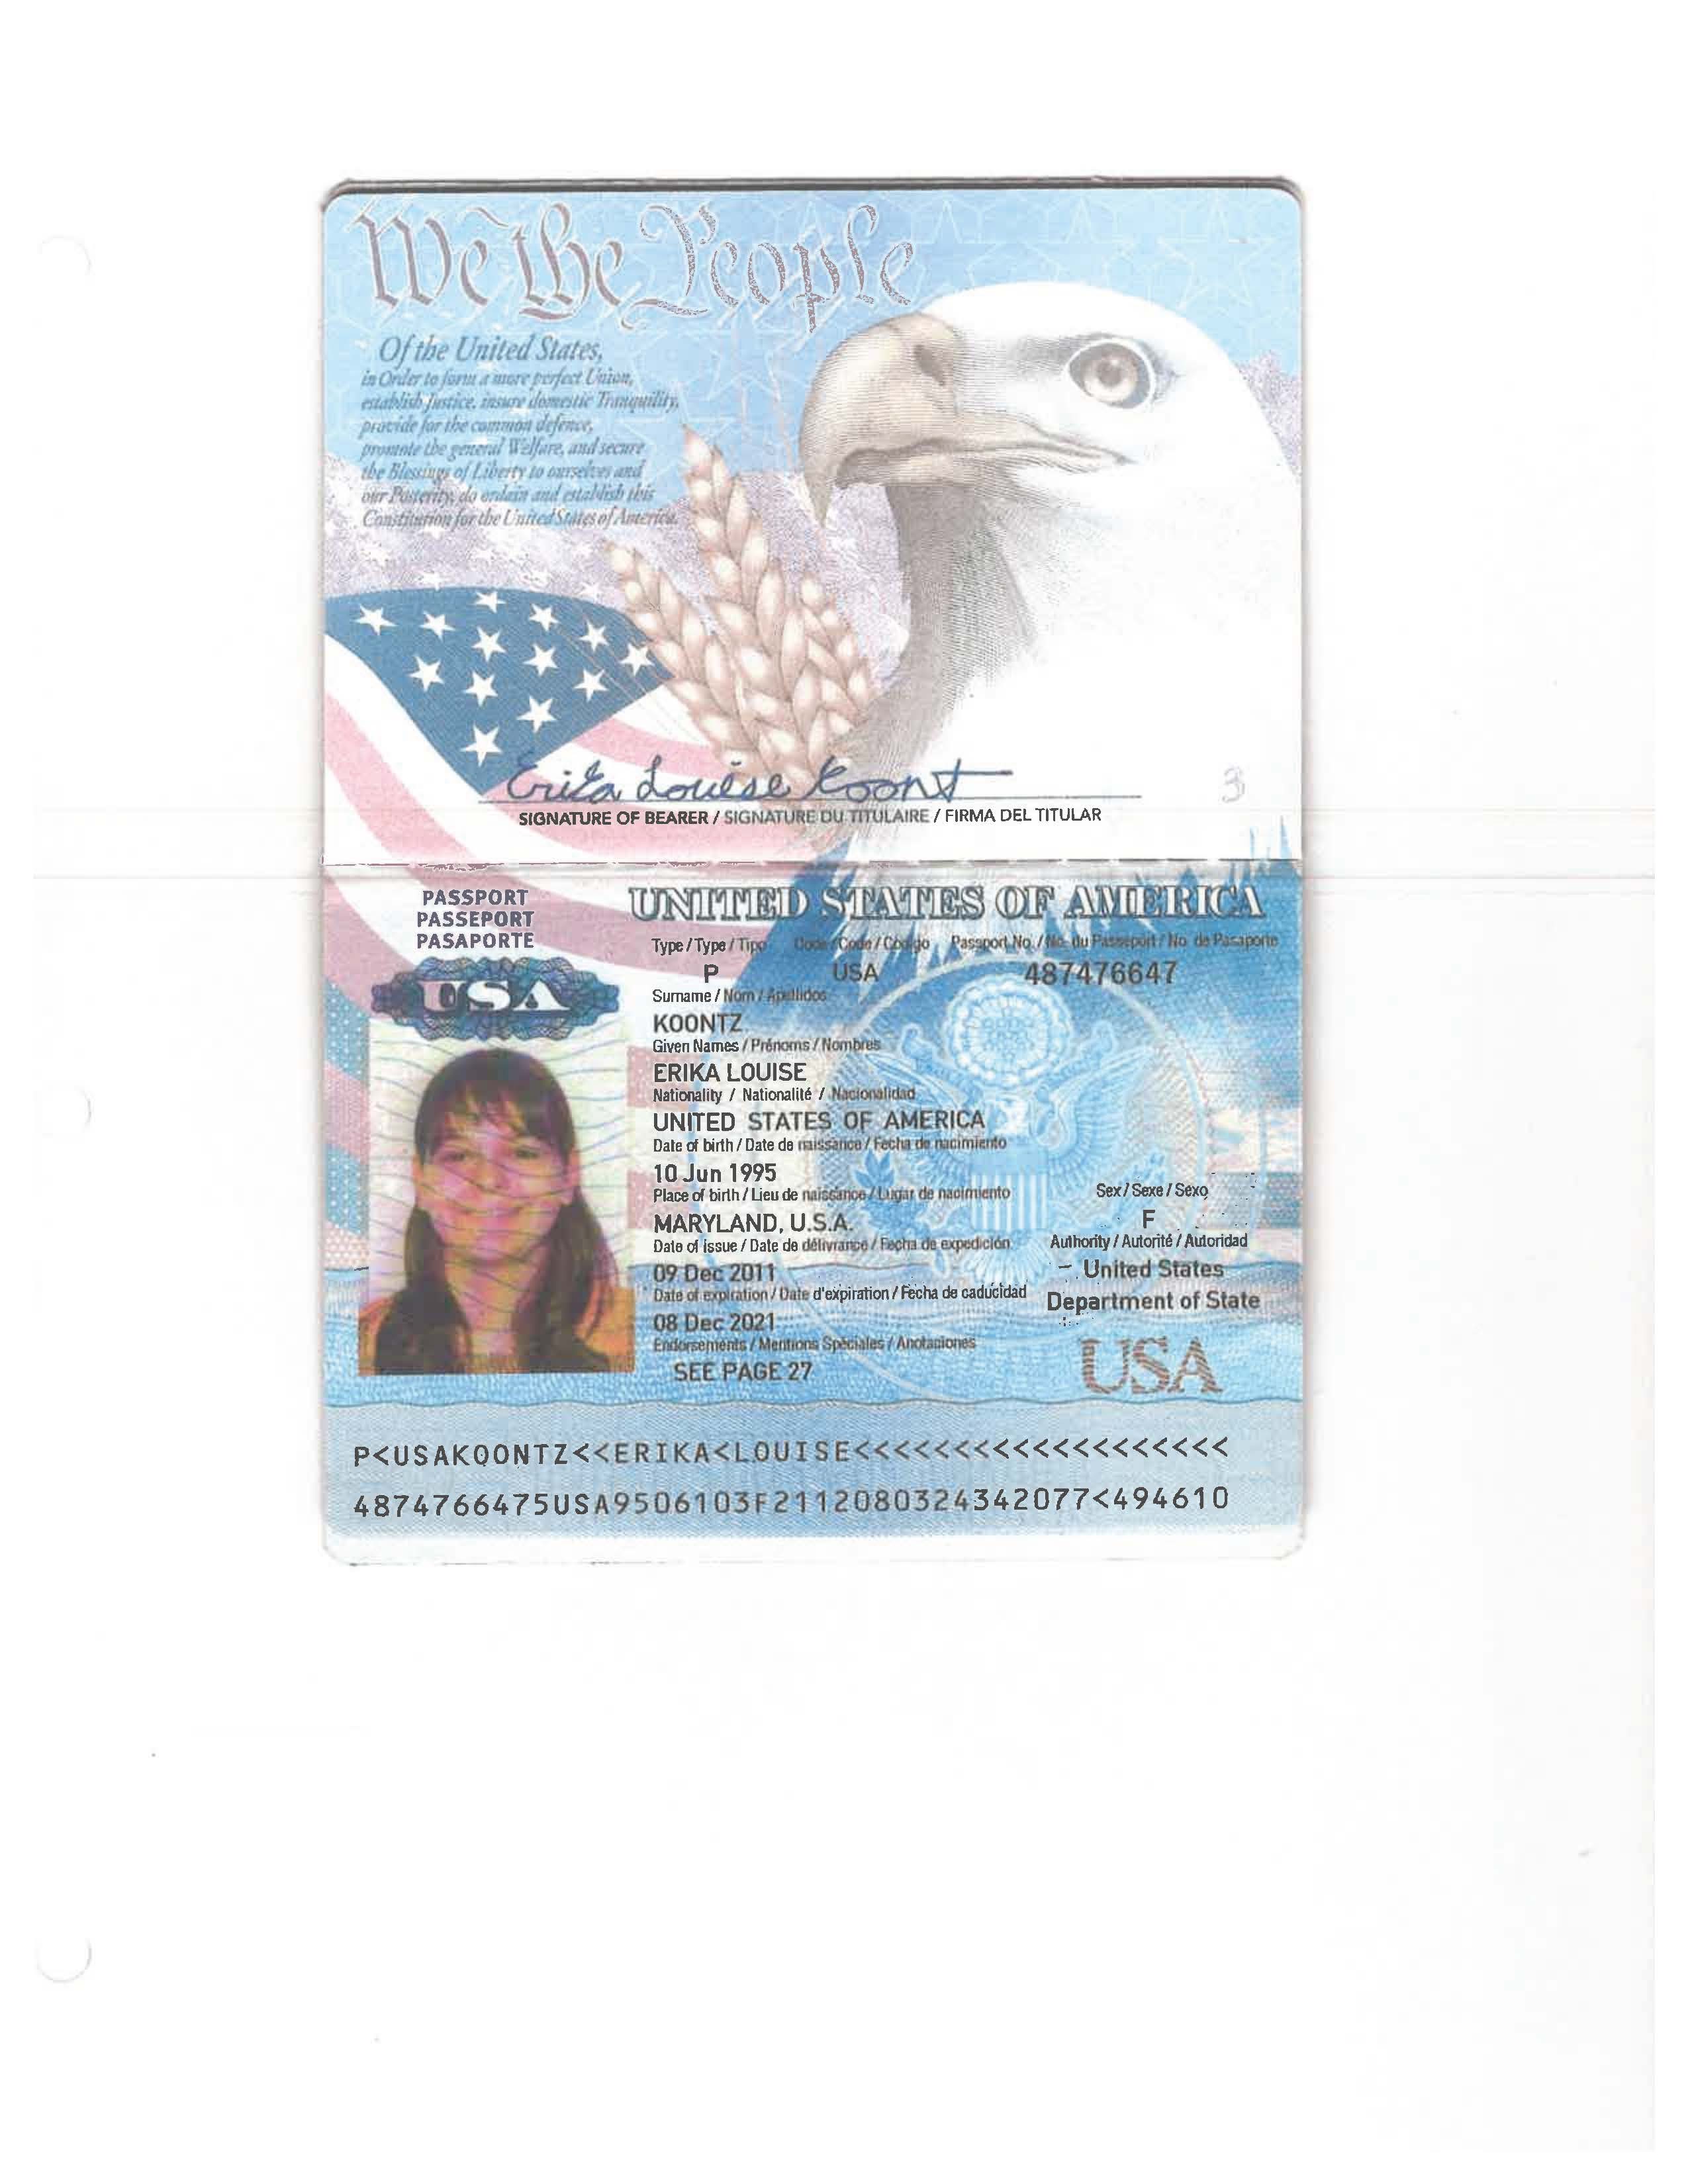 We the People
Of the United States,
in Order to form a more perfect Union,
establish Justice, insure domestic Tranquility,
provide for the common defence,
promote the general Welfare, and secure
the Blessings of Liberty to ourselves and
our Posterity, do ordain and establish this
Constitution for the United States of America.
Erika Louise Koont
3
SIGNATURE OF BEARER / SIGNATURE DU TITULAIRE / FIRMA DEL TITULAR
PASSPORT
PASSEPORT
PASAPORTE
USA
UNITED STATES OF AMERICA
Type / Type / Tipo Code / Code / Código Passport No. / No. du Passeport / No. de Pasaporte
P USA 487476647
Surname / Nom / Apellidos
KOONTZ
Given Names / Prénoms / Nombres
ERIKA LOUISE
Nationality / Nationalité / Nacionalidad
UNITED STATES OF AMERICA
Date of birth / Date de naissance / Fecha de nacimiento
10 Jun 1995
Place of birth / Lieu de naissance / Lugar de nacimiento Sex / Sexe / Sexo
MARYLAND, U.S.A. F
Date of issue / Date de délivrance / Fecha de expedición Authority / Autorité / Autoridad
09 Dec 2011 United States
Date of expiration / Date d'expiration / Fecha de caducidad Department of State
08 Dec 2021
Endorsements / Mentions Spéciales / Anotaciones
SEE PAGE 27 USA
P<USAKOONTZ<<ERIKA<LOUISE<<<<<<<<<<<<<<<<<<<
4874766475USA9506103F2112080324342077<494610